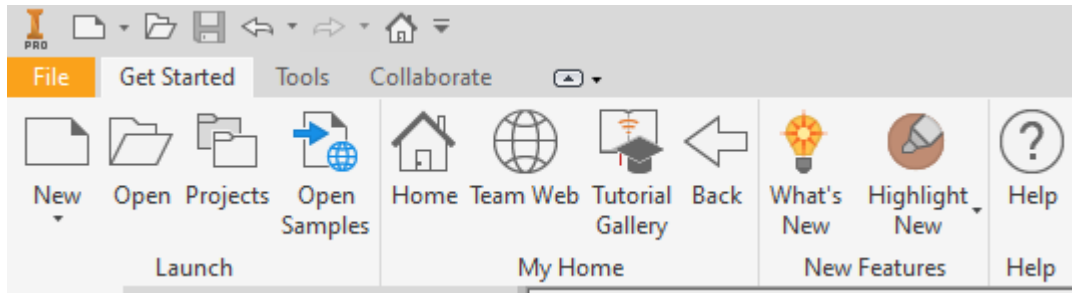 PRO
File Get Started Tools Collaborate
New Open Projects Open Samples Home Team Web Tutorial Gallery Back What's New Highlight New Help
Launch My Home New Features Help